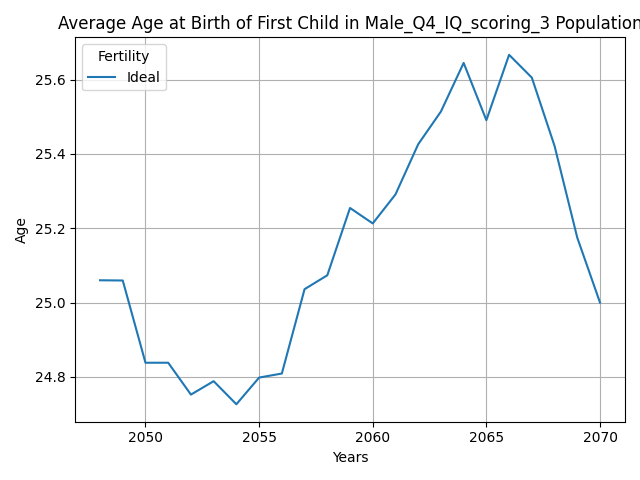 Average Age at Birth of First Child in Male_Q4_IQ_scoring_3 Population
Fertility
Ideal
25.6
25.4
25.2
25.0
24.8
Age
2050 2055 2060 2065 2070
Years